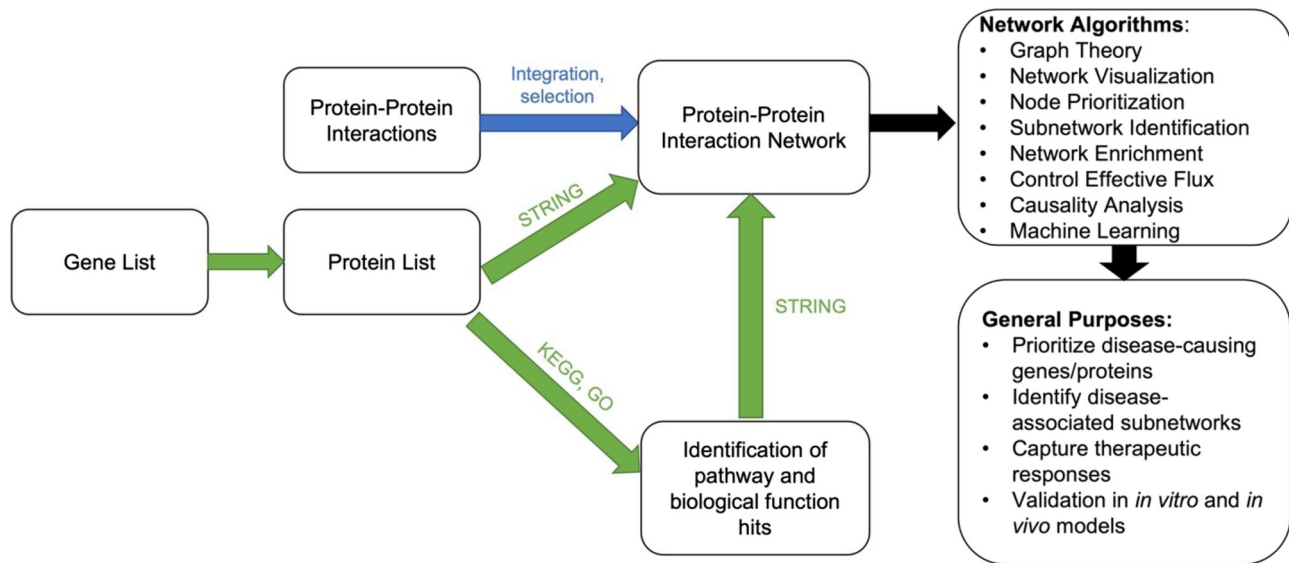 Gene List
Protein List
Protein-Protein
Interactions
Integration,
selection
STRING
KEGG, GO
Protein-Protein
Interaction Network
STRING
Identification of
pathway and
biological function
hits
Network Algorithms:
• Graph Theory
• Network Visualization
• Node Prioritization
• Subnetwork Identification
• Network Enrichment
• Control Effective Flux
• Causality Analysis
• Machine Learning
General Purposes:
• Prioritize disease-causing
genes/proteins
• Identify disease-
associated subnetworks
• Capture therapeutic
responses
• Validation in in vitro and in
vivo models